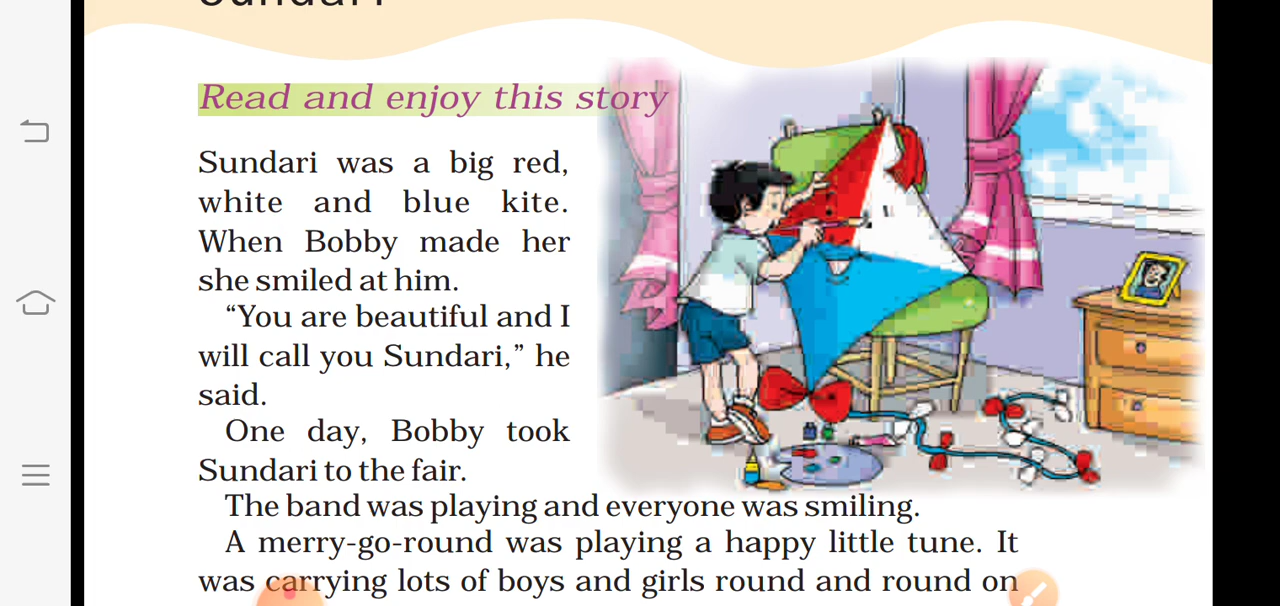 Read and enjoy this story
Sundari was a big red,
white and blue kite.
When Bobby made her
she smiled at him.
“You are beautiful and I
will call you Sundari,” he
said.
One day, Bobby took
Sundari to the fair.
The band was playing and everyone was smiling.
A merry-go-round was playing a happy little tune. It
was carrying lots of boys and girls round and round on